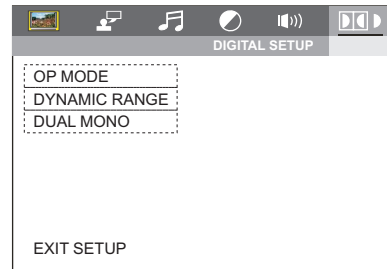 DIGITAL SETUP
OP MODE
DYNAMIC RANGE
DUAL MONO
EXIT SETUP